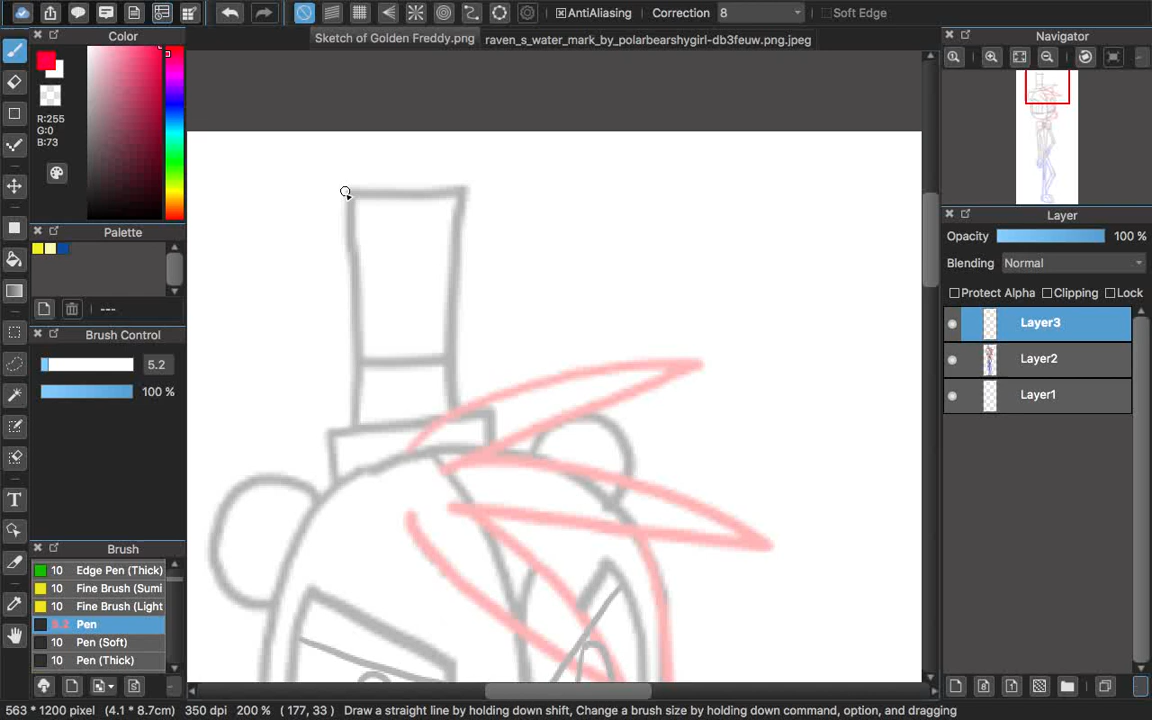 AntiAliasing Correction 8 Soft Edge
Sketch of Golden Freddy.png raven_s_water_mark_by_polarbearshygirl-db3feuw.png.jpeg
Color
R:255
G:0
B:73
Palette
---
Brush Control
5.2
100 %
Brush
10 Edge Pen (Thick)
10 Fine Brush (Sumi
10 Fine Brush (Light
5.2 Pen
10 Pen (Soft)
10 Pen (Thick)
Navigator
Layer
Opacity 100 %
Blending Normal
Protect Alpha Clipping Lock
Layer3
Layer2
Layer1
563 * 1200 pixel (4.1 * 8.7cm) 350 dpi 200 % ( 177, 33 ) Draw a straight line by holding down shift, Change a brush size by holding down command, option, and dragging